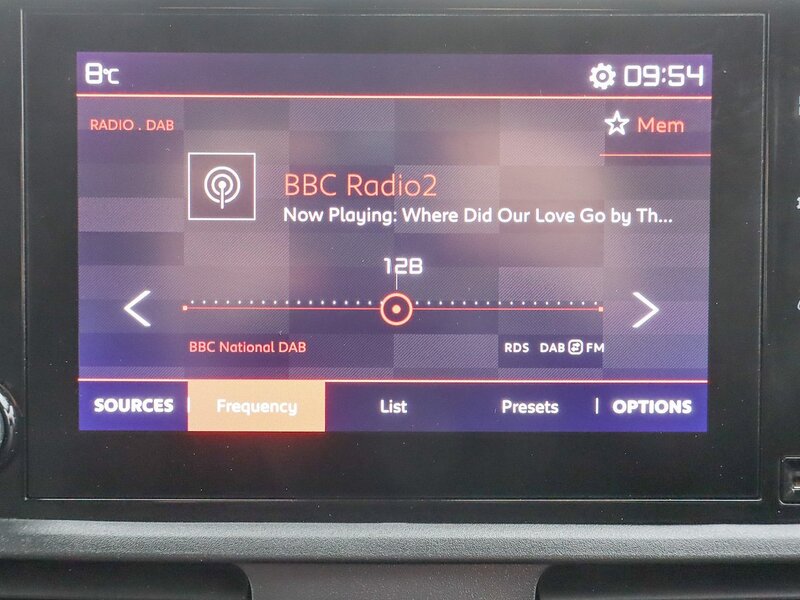 8°C 09:54
RADIO . DAB
Mem
BBC Radio2
Now Playing: Where Did Our Love Go by Th...
128
BBC National DAB
RDS DAB FM
SOURCES Frequency List Presets OPTIONS